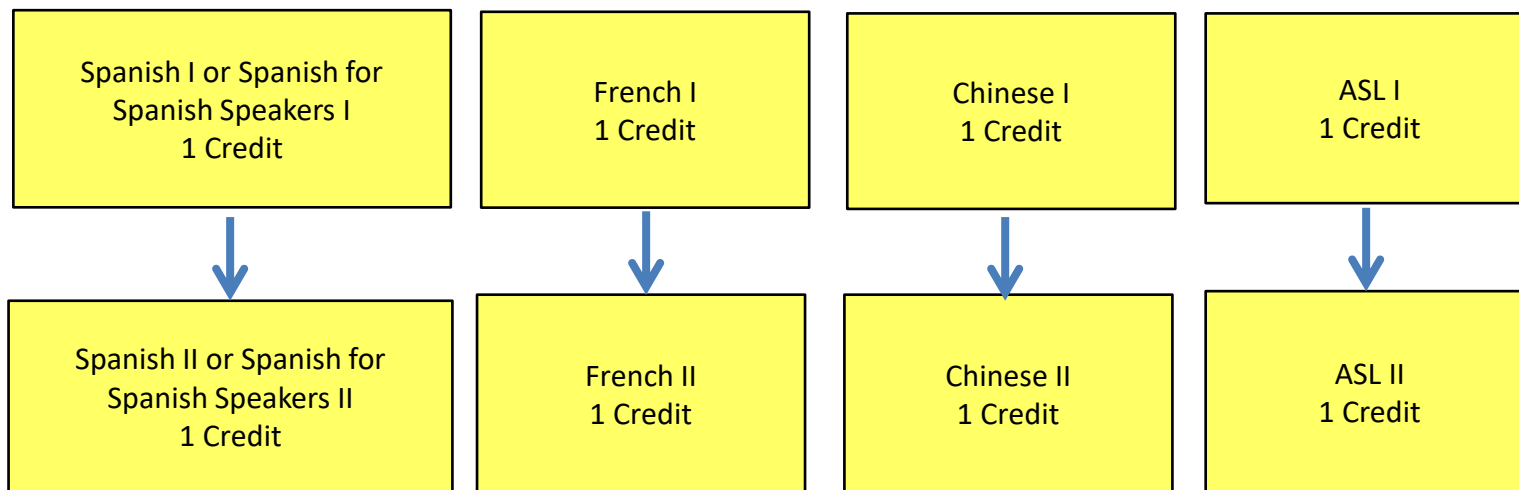 Spanish I or Spanish for
Spanish Speakers I
1 Credit
French I
1 Credit
Chinese I
1 Credit
ASL I
1 Credit
Spanish II or Spanish for
Spanish Speakers II
1 Credit
French II
1 Credit
Chinese II
1 Credit
ASL II
1 Credit